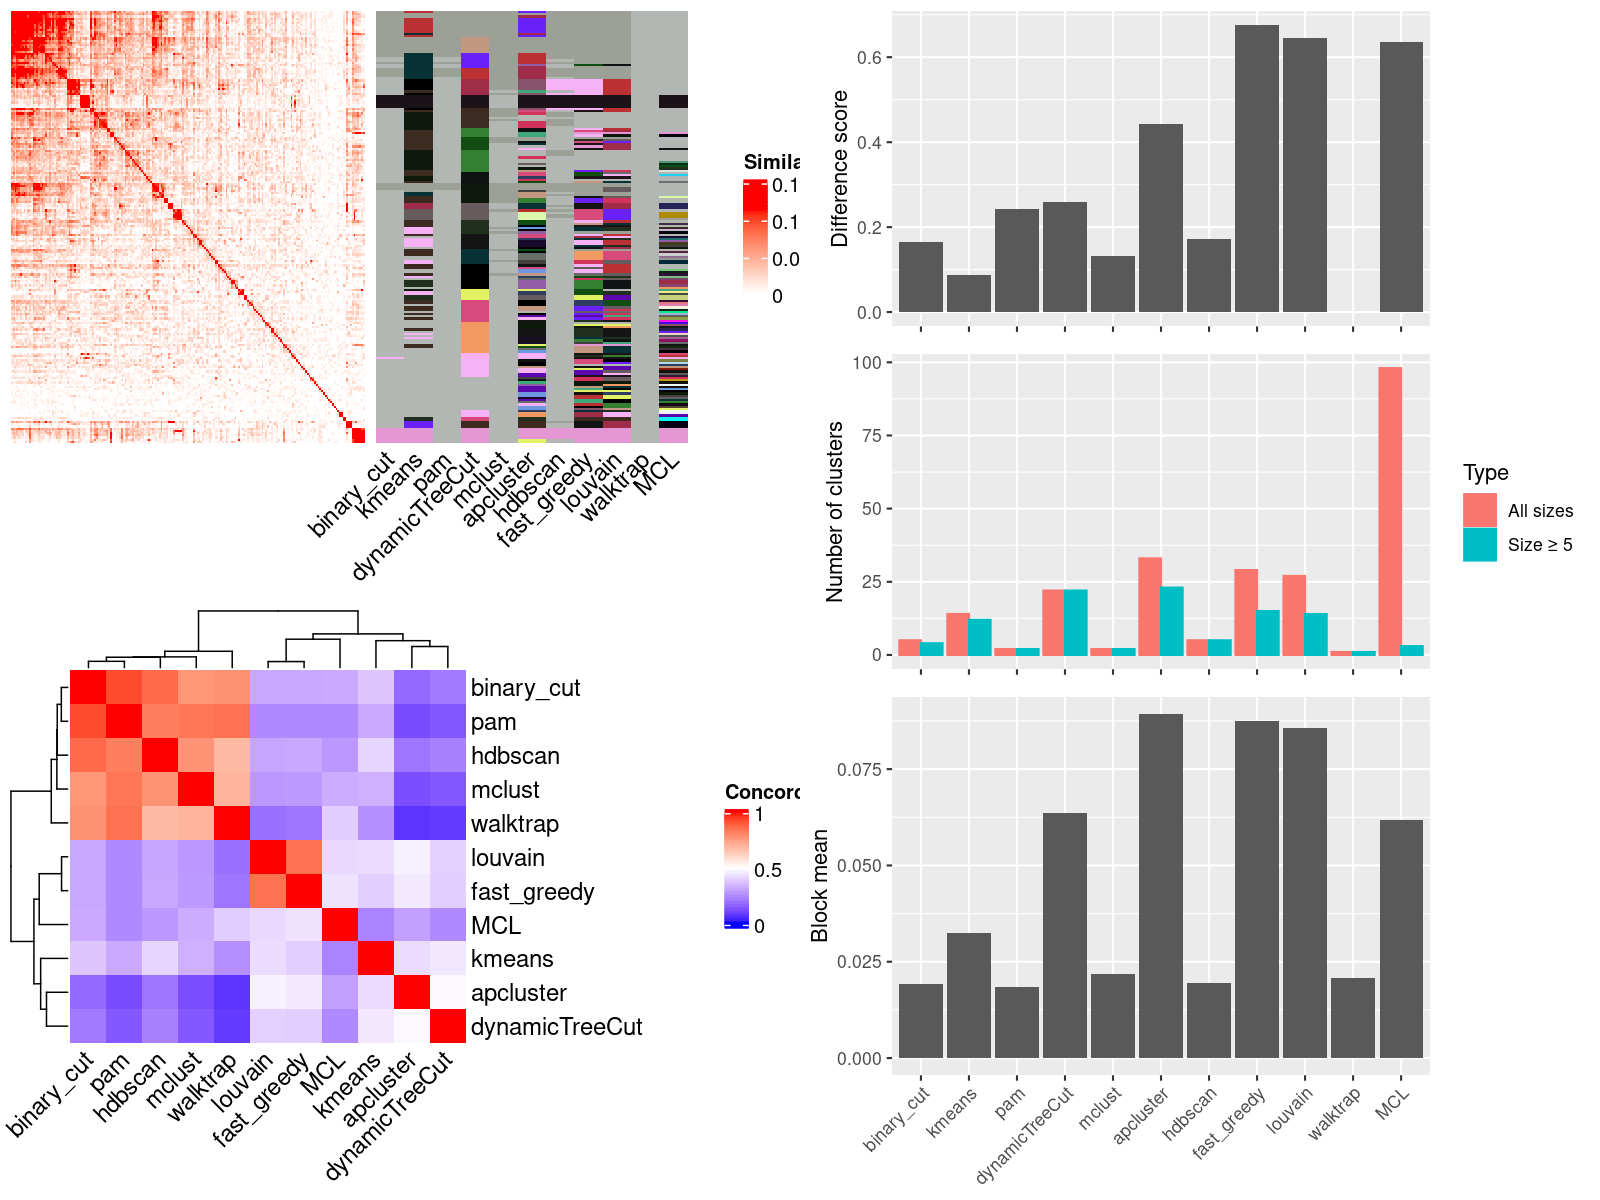 Simila
0.1
0.1
0.0
0
binary_cut
kmeans
pam
dynamicTreeCut
mclust
apcluster
hdbscan
fast_greedy
louvain
walktrap
MCL
binary_cut
pam
hdbscan
mclust
walktrap
louvain
fast_greedy
MCL
kmeans
apcluster
dynamicTreeCut
binary_cut
pam
hdbscan
mclust
walktrap
louvain
fast_greedy
MCL
kmeans
apcluster
dynamicTreeCut
Concord
1
0.5
0
Difference score
0.6
0.4
0.2
0.0
Number of clusters
100
75
50
25
0
Type
All sizes
Size ≥ 5
Block mean
0.075
0.050
0.025
0.000
binary_cut
kmeans
pam
dynamicTreeCut
mclust
apcluster
hdbscan
fast_greedy
louvain
walktrap
MCL